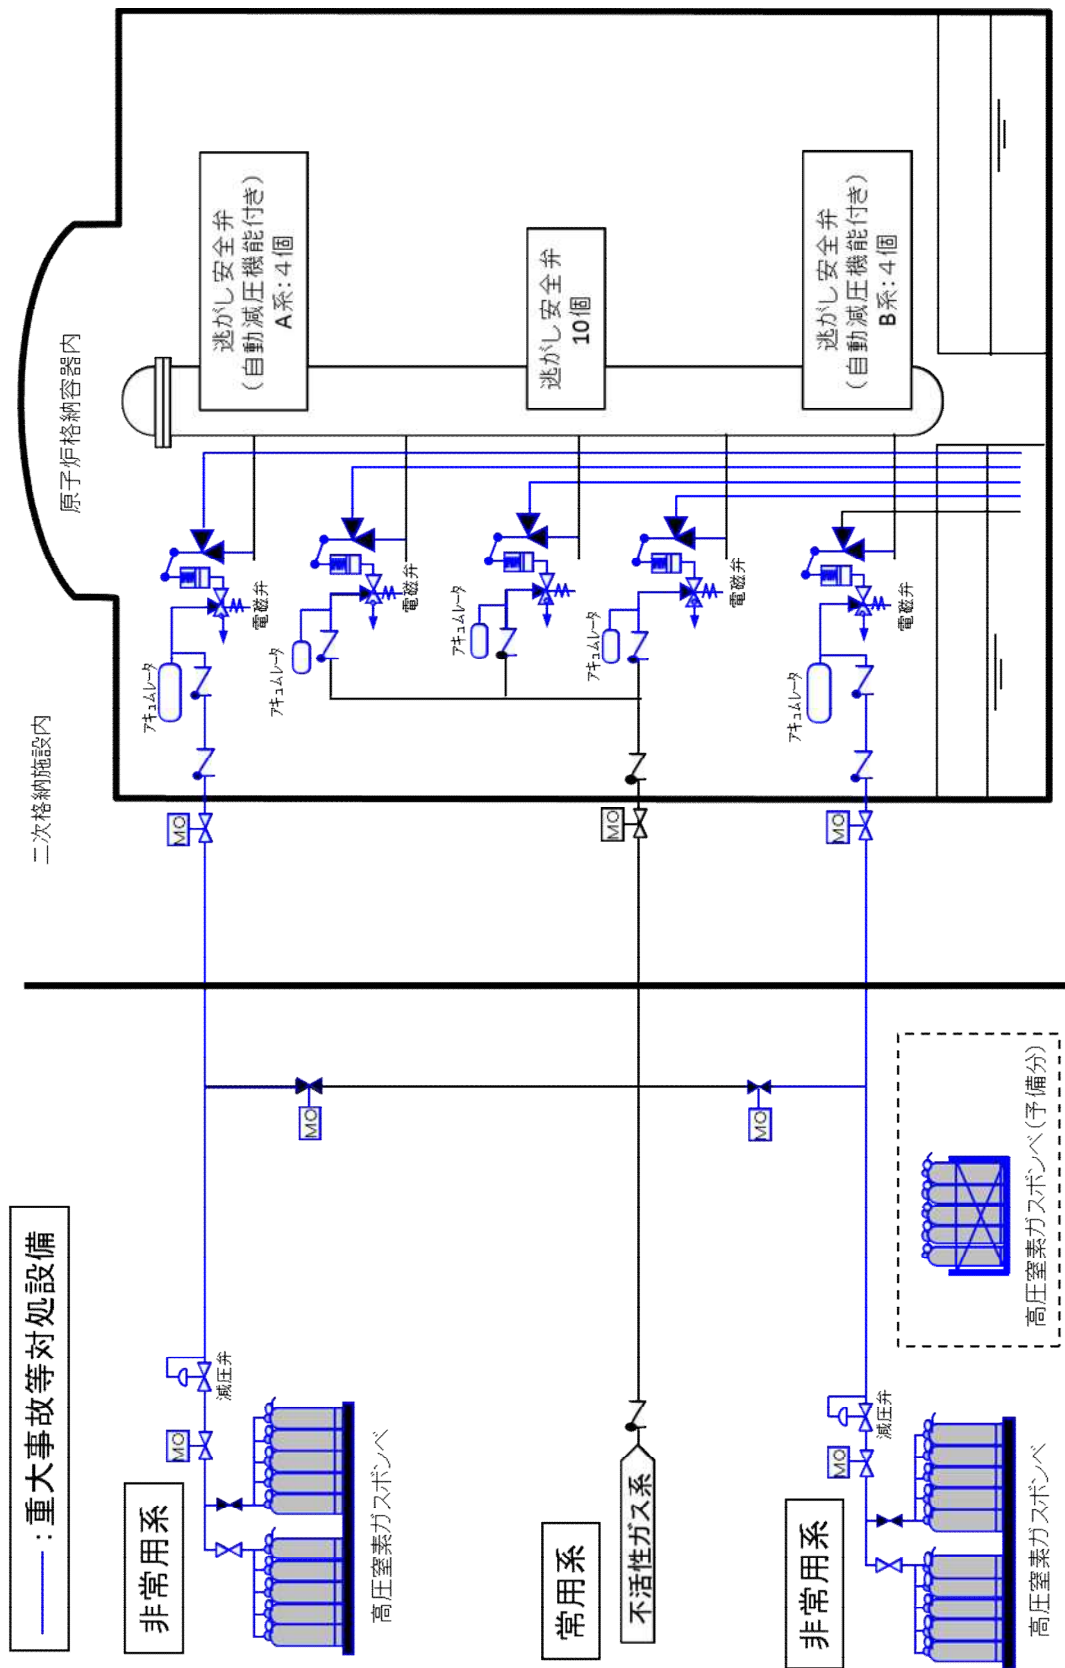 原子炉格納容器内
二次格納施設内
逃がし安全弁
(自動減圧機能付き)
A系:4個
逃がし安全弁
10個
逃がし安全弁
(自動減圧機能付き)
B系:4個
アキュムレータ
電磁弁
アキュムレータ
電磁弁
アキュムレータ
アキュムレータ
電磁弁
アキュムレータ
電磁弁
MO
MO
MO
MO
MO
:重大事故等対処設備
非常用系
MO
減圧弁
高圧窒素ガスボンベ
常用系
不活性ガス系
非常用系
MO
減圧弁
高圧窒素ガスボンベ
高圧窒素ガスボンベ(予備分)